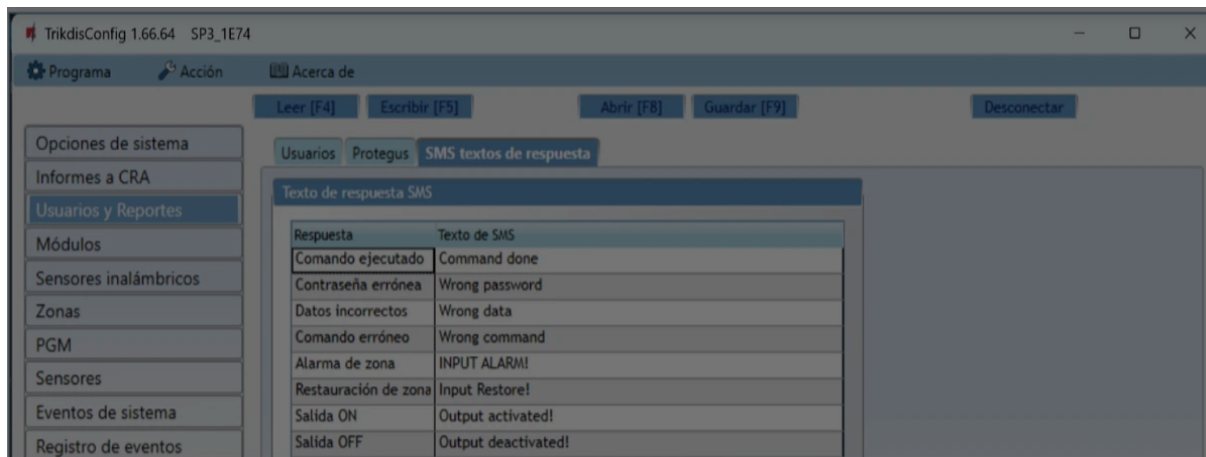 TrikdisConfig 1.66.64 SP3_1E74
Programa Acción Acerca de
Leer [F4] Escribir [F5] Abrir [F8] Guardar [F9] Desconectar
Opciones de sistema
Informes a CRA
Usuarios y Reportes
Módulos
Sensores inalámbricos
Zonas
PGM
Sensores
Eventos de sistema
Registro de eventos
Usuarios Protegus SMS textos de respuesta
Texto de respuesta SMS
Respuesta Texto de SMS
Comando ejecutado Command done
Contraseña errónea Wrong password
Datos incorrectos Wrong data
Comando erróneo Wrong command
Alarma de zona INPUT ALARM!
Restauración de zona Input Restore!
Salida ON Output activated!
Salida OFF Output deactivated!